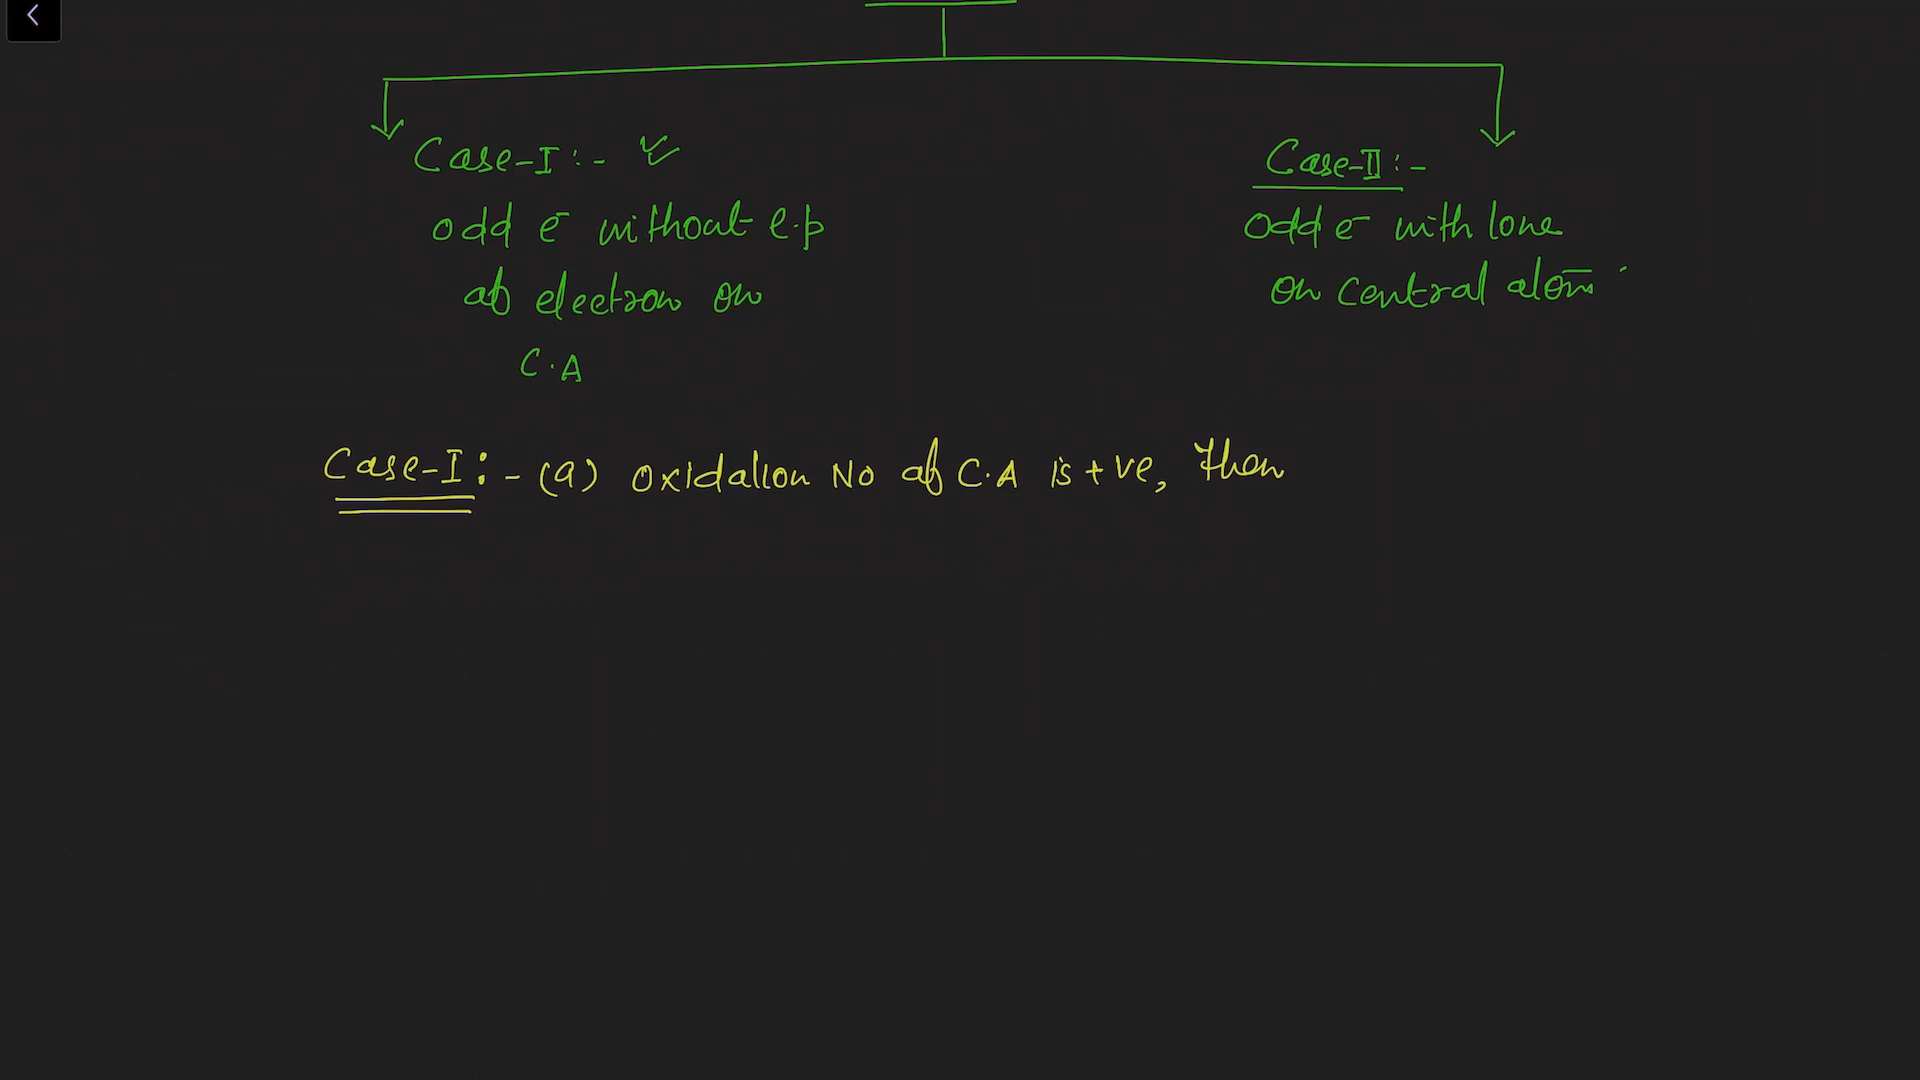 Case-I :-
odd e⁻ without l.p
of electron on
C.A
Case-II :-
odd e⁻ with lone
on central atom
Case-I :- (a) oxidation No of C.A is +ve, then